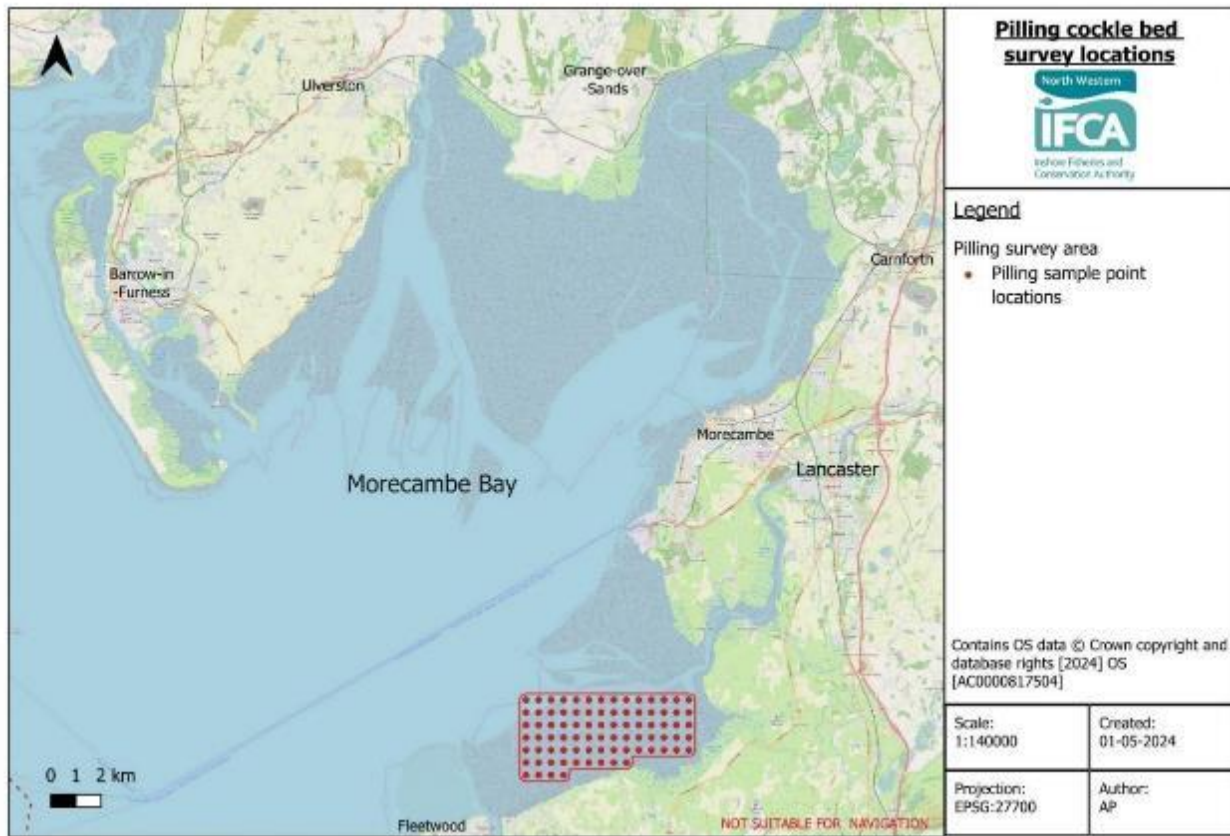 Pilling cockle bed
survey locations
North Western
IFCA
Inshore Fisheries and
Conservation Authority
Legend
Pilling survey area
Pilling sample point
locations
Contains OS data © Crown copyright and
database rights [2024] OS
[AC0000817504]
Scale:
1:140000
Created:
01-05-2024
Projection:
EPSG:27700
Author:
AP
Ulverston
Grange-over
-Sands
Carnforth
Barrow-in
-Furness
Morecambe
Lancaster
Morecambe Bay
0 1 2 km
Fleetwood
NOT SUITABLE FOR NAVIGATION